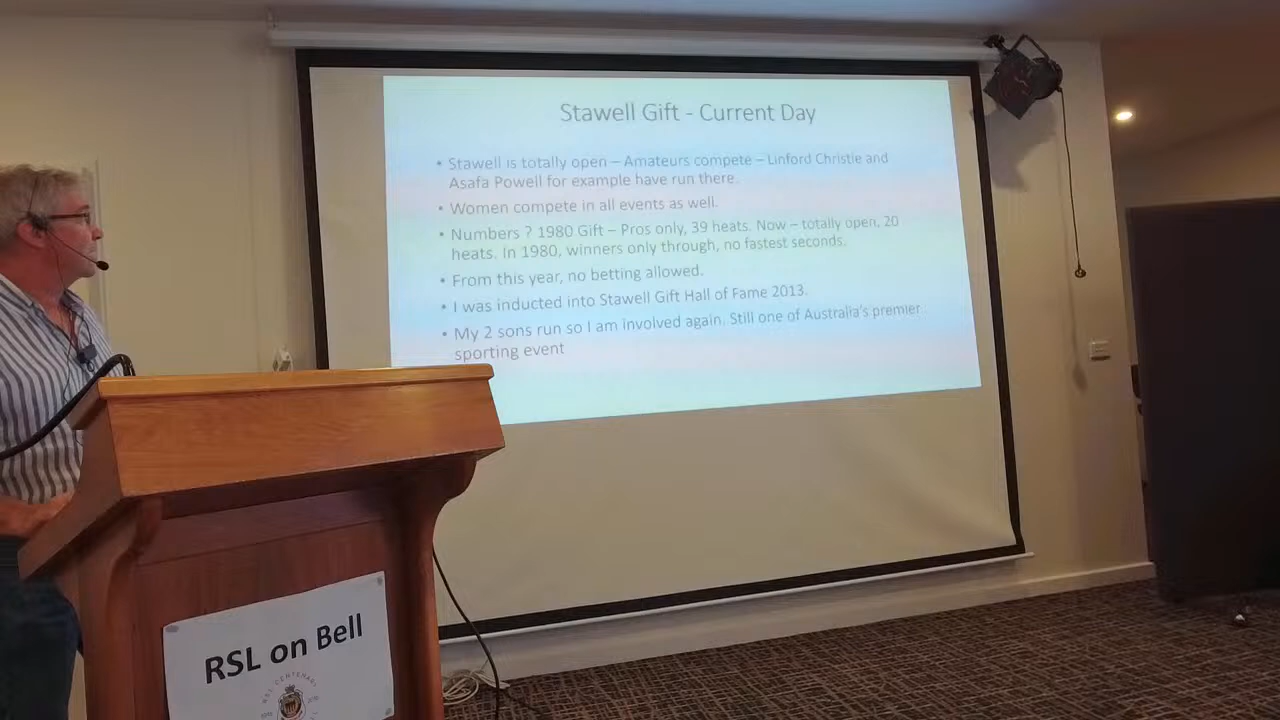 Stawell Gift - Current Day
• Stawell is totally open – Amateurs compete – Linford Christie and
Asafa Powell for example have run there.
• Women compete in all events as well.
• Numbers ? 1980 Gift – Pros only, 39 heats. Now – totally open, 20
heats. In 1980, winners only through, no fastest seconds.
• From this year, no betting allowed.
• I was inducted into Stawell Gift Hall of Fame 2013.
• My 2 sons run so I am involved again. Still one of Australia's premier
sporting event
RSL on Bell
RSL CENTENARY